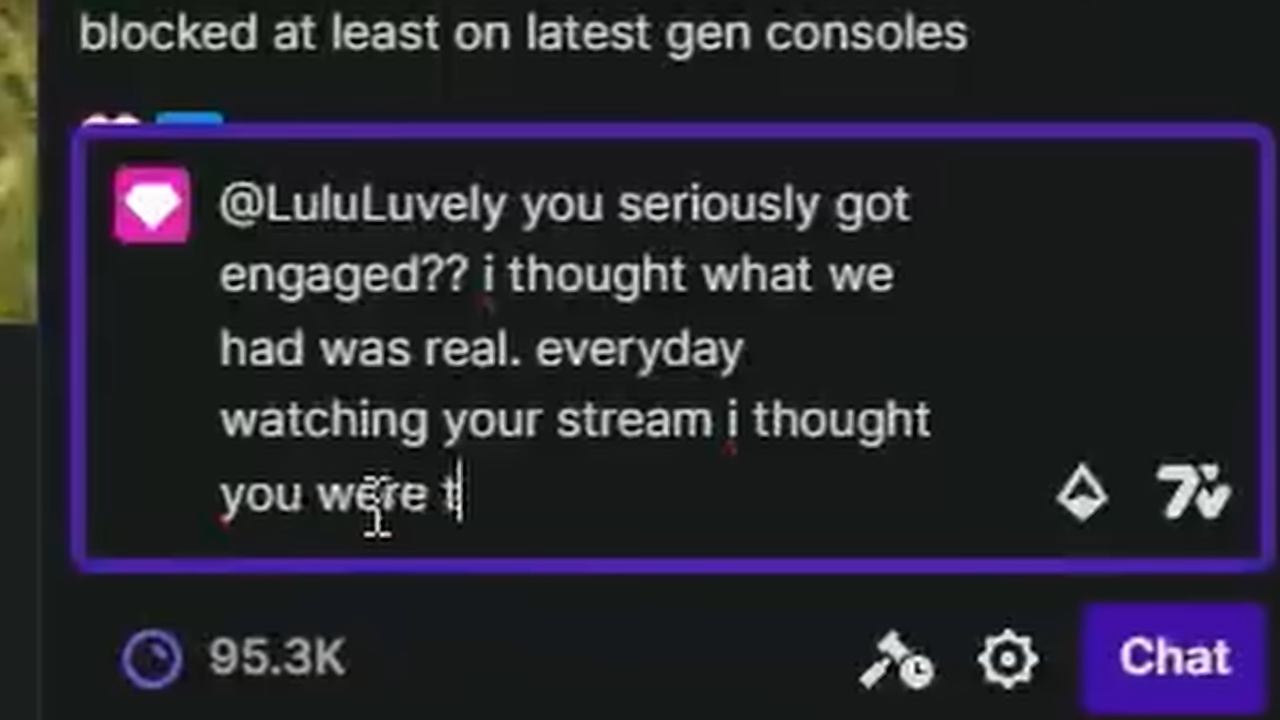 blocked at least on latest gen consoles
@LuluLuvely you seriously got
engaged?? i thought what we
had was real. everyday
watching your stream i thought
you were t
95.3K
Chat